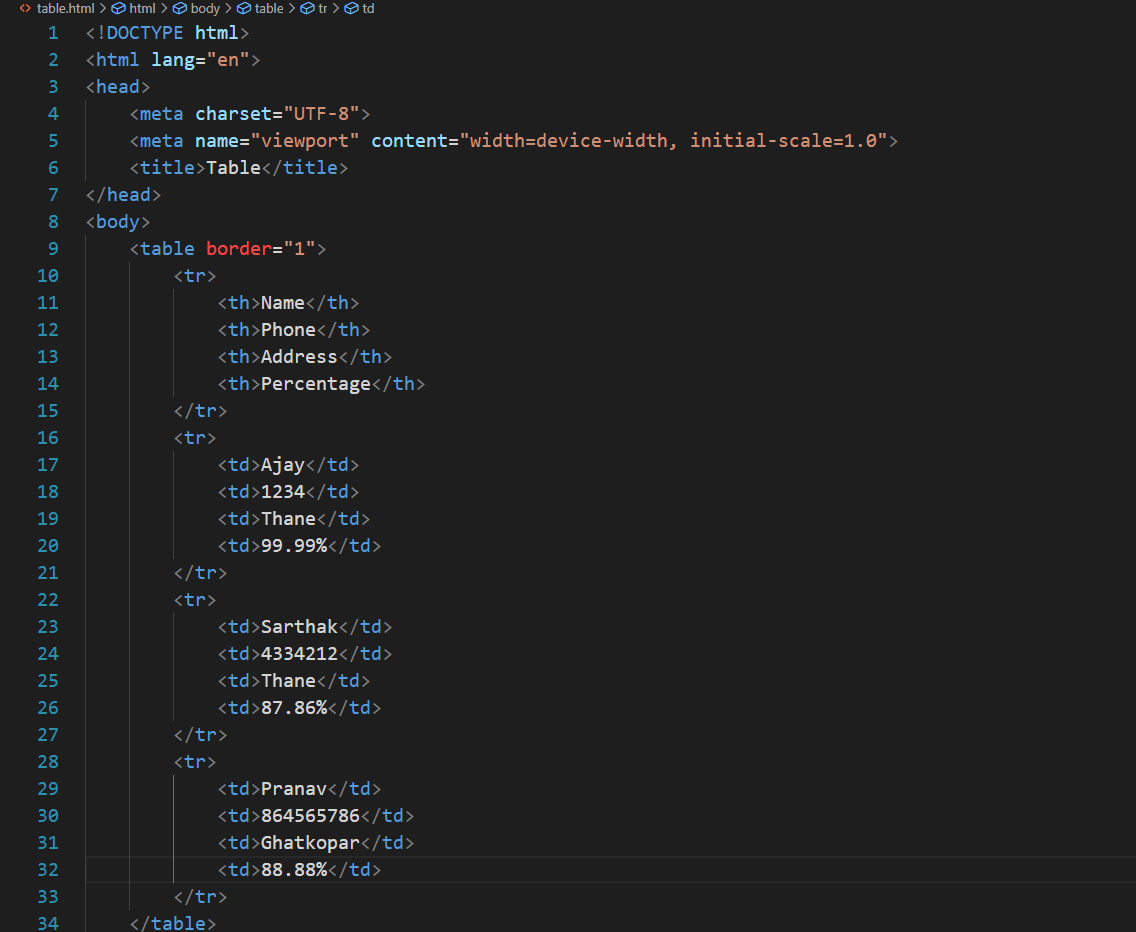 table.html > html > body > table > tr > td
1 <!DOCTYPE html>
2 <html lang="en">
3 <head>
4     <meta charset="UTF-8">
5     <meta name="viewport" content="width=device-width, initial-scale=1.0">
6     <title>Table</title>
7 </head>
8 <body>
9     <table border="1">
10         <tr>
11             <th>Name</th>
12             <th>Phone</th>
13             <th>Address</th>
14             <th>Percentage</th>
15         </tr>
16         <tr>
17             <td>Ajay</td>
18             <td>1234</td>
19             <td>Thane</td>
20             <td>99.99%</td>
21         </tr>
22         <tr>
23             <td>Sarthak</td>
24             <td>4334212</td>
25             <td>Thane</td>
26             <td>87.86%</td>
27         </tr>
28         <tr>
29             <td>Pranav</td>
30             <td>864565786</td>
31             <td>Ghatkopar</td>
32             <td>88.88%</td>
33         </tr>
34     </table>